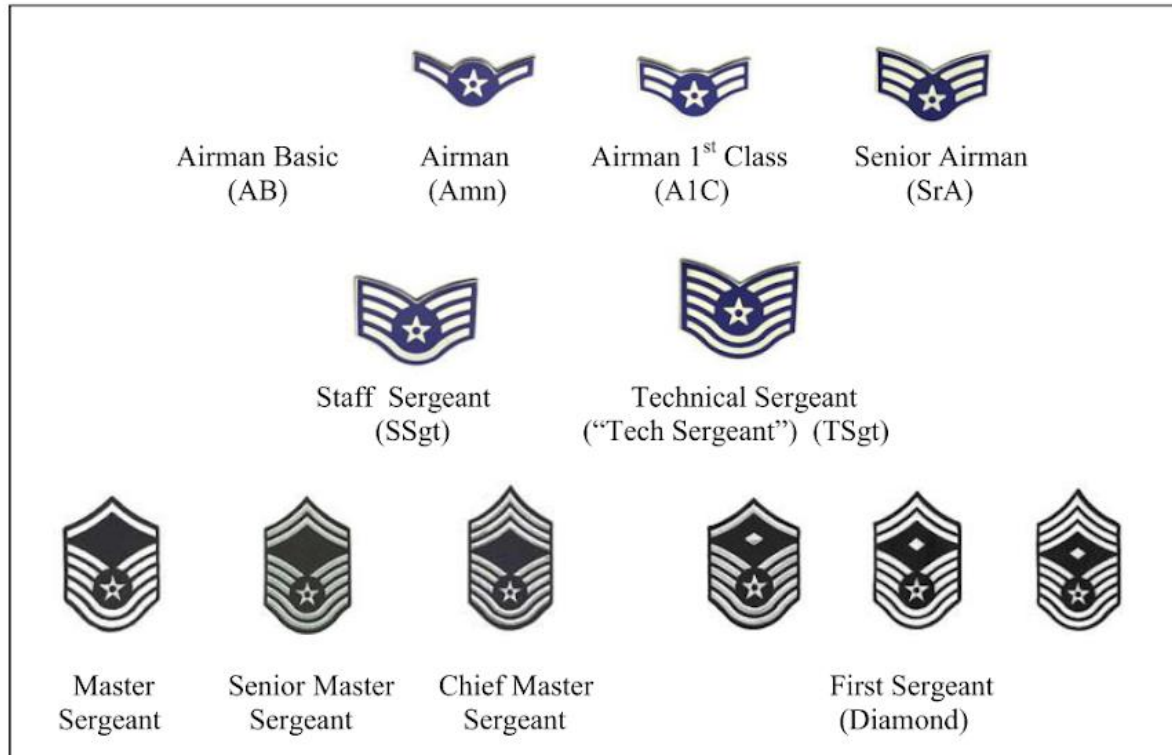 Airman Basic Airman Airman 1st Class Senior Airman
(AB) (Amn) (A1C) (SrA)
Staff Sergeant Technical Sergeant
(SSgt) (“Tech Sergeant”) (TSgt)
Master Senior Master Chief Master First Sergeant
Sergeant Sergeant Sergeant (Diamond)